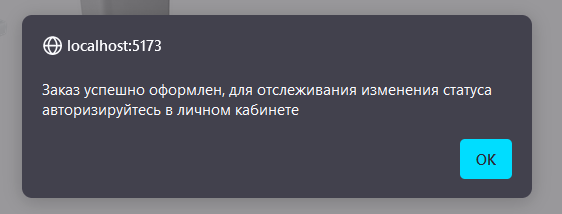 localhost:5173
Заказ успешно оформлен, для отслеживания изменения статуса
авторизируйтесь в личном кабинете
OK